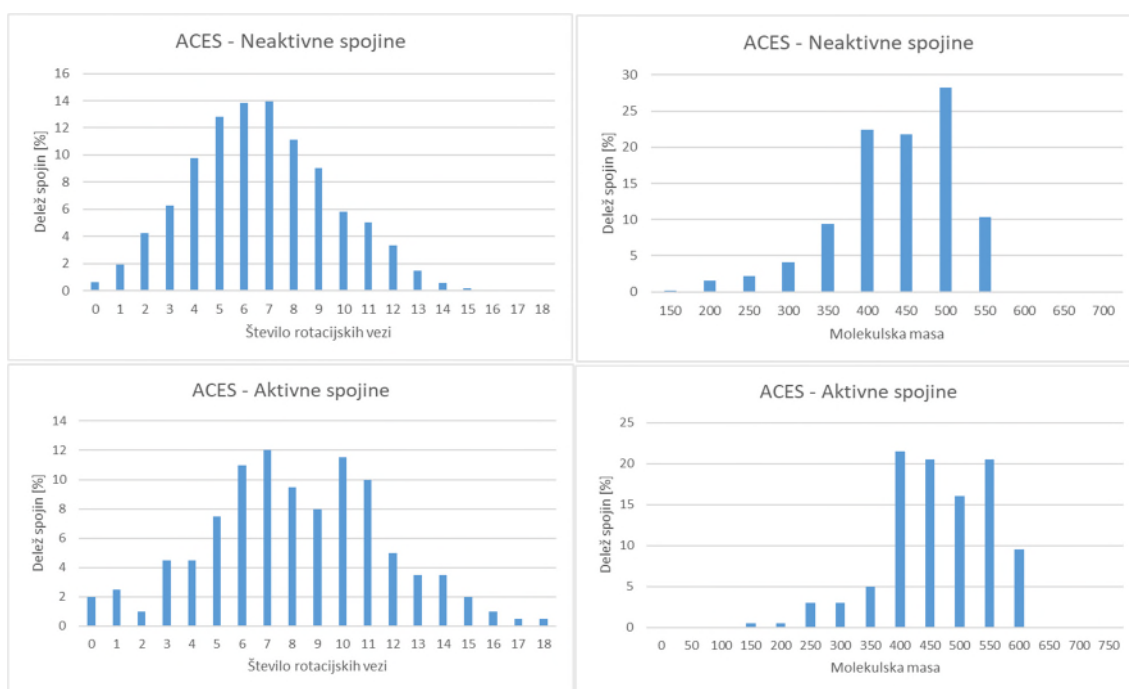 ACES - Neaktivne spojine
Delež spojin [%]
16
14
12
10
8
6
4
2
0
0 1 2 3 4 5 6 7 8 9 10 11 12 13 14 15 16 17 18
Število rotacijskih vezi
ACES - Neaktivne spojine
Delež spojin [%]
30
25
20
15
10
5
0
150 200 250 300 350 400 450 500 550 600 650 700
Molekulska masa
ACES - Aktivne spojine
Delež spojin [%]
14
12
10
8
6
4
2
0
0 1 2 3 4 5 6 7 8 9 10 11 12 13 14 15 16 17 18
Število rotacijskih vezi
ACES - Aktivne spojine
Delež spojin [%]
25
20
15
10
5
0
0 50 100 150 200 250 300 350 400 450 500 550 600 650 700 750
Molekulska masa